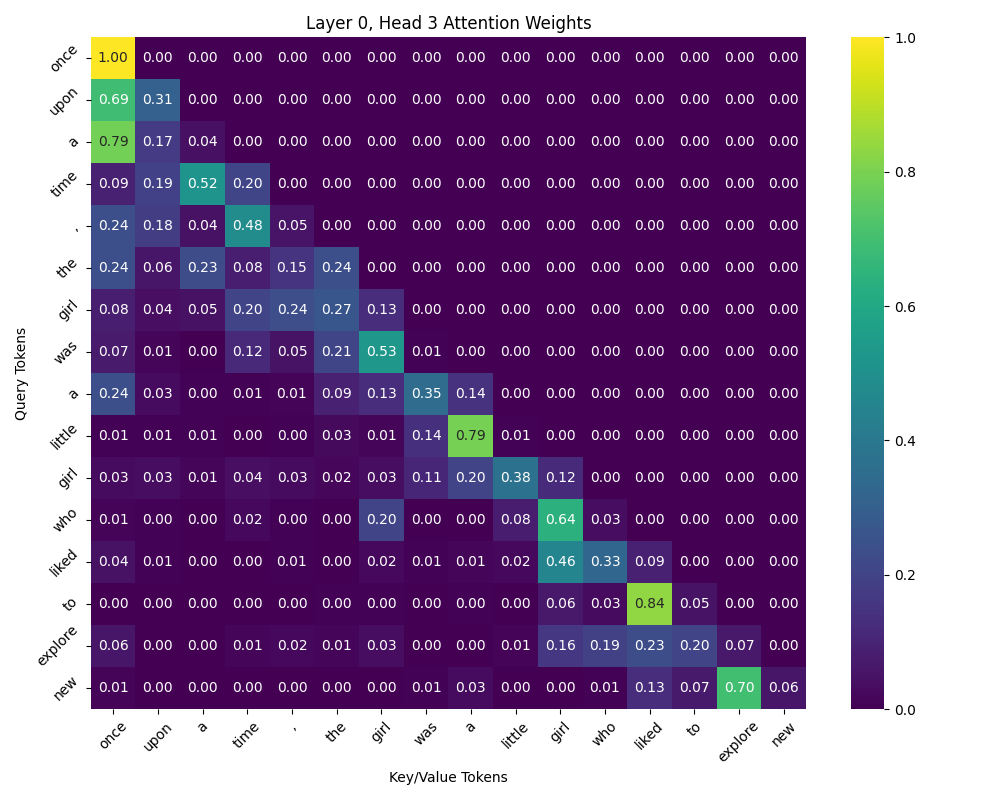 Layer 0, Head 3 Attention Weights
once 1.00 0.00 0.00 0.00 0.00 0.00 0.00 0.00 0.00 0.00 0.00 0.00 0.00 0.00 0.00 0.00
upon 0.69 0.31 0.00 0.00 0.00 0.00 0.00 0.00 0.00 0.00 0.00 0.00 0.00 0.00 0.00 0.00
a 0.79 0.17 0.04 0.00 0.00 0.00 0.00 0.00 0.00 0.00 0.00 0.00 0.00 0.00 0.00 0.00
time 0.09 0.19 0.52 0.20 0.00 0.00 0.00 0.00 0.00 0.00 0.00 0.00 0.00 0.00 0.00 0.00
, 0.24 0.18 0.04 0.48 0.05 0.00 0.00 0.00 0.00 0.00 0.00 0.00 0.00 0.00 0.00 0.00
the 0.24 0.06 0.23 0.08 0.15 0.24 0.00 0.00 0.00 0.00 0.00 0.00 0.00 0.00 0.00 0.00
girl 0.08 0.04 0.05 0.20 0.24 0.27 0.13 0.00 0.00 0.00 0.00 0.00 0.00 0.00 0.00 0.00
was 0.07 0.01 0.00 0.12 0.05 0.21 0.53 0.01 0.00 0.00 0.00 0.00 0.00 0.00 0.00 0.00
a 0.24 0.03 0.00 0.01 0.01 0.09 0.13 0.35 0.14 0.00 0.00 0.00 0.00 0.00 0.00 0.00
little 0.01 0.01 0.01 0.00 0.00 0.03 0.01 0.14 0.79 0.01 0.00 0.00 0.00 0.00 0.00 0.00
girl 0.03 0.03 0.01 0.04 0.03 0.02 0.03 0.11 0.20 0.38 0.12 0.00 0.00 0.00 0.00 0.00
who 0.01 0.00 0.00 0.02 0.00 0.00 0.20 0.00 0.00 0.08 0.64 0.03 0.00 0.00 0.00 0.00
liked 0.04 0.01 0.00 0.00 0.01 0.00 0.02 0.01 0.01 0.02 0.46 0.33 0.09 0.00 0.00 0.00
to 0.00 0.00 0.00 0.00 0.00 0.00 0.00 0.00 0.00 0.00 0.06 0.03 0.84 0.05 0.00 0.00
explore 0.06 0.00 0.00 0.01 0.02 0.01 0.03 0.00 0.00 0.01 0.16 0.19 0.23 0.20 0.07 0.00
new 0.01 0.00 0.00 0.00 0.00 0.00 0.00 0.01 0.03 0.00 0.00 0.01 0.13 0.07 0.70 0.06
once upon a time , the girl was a little girl who liked to explore new
Query Tokens
Key/Value Tokens
1.0
0.8
0.6
0.4
0.2
0.0